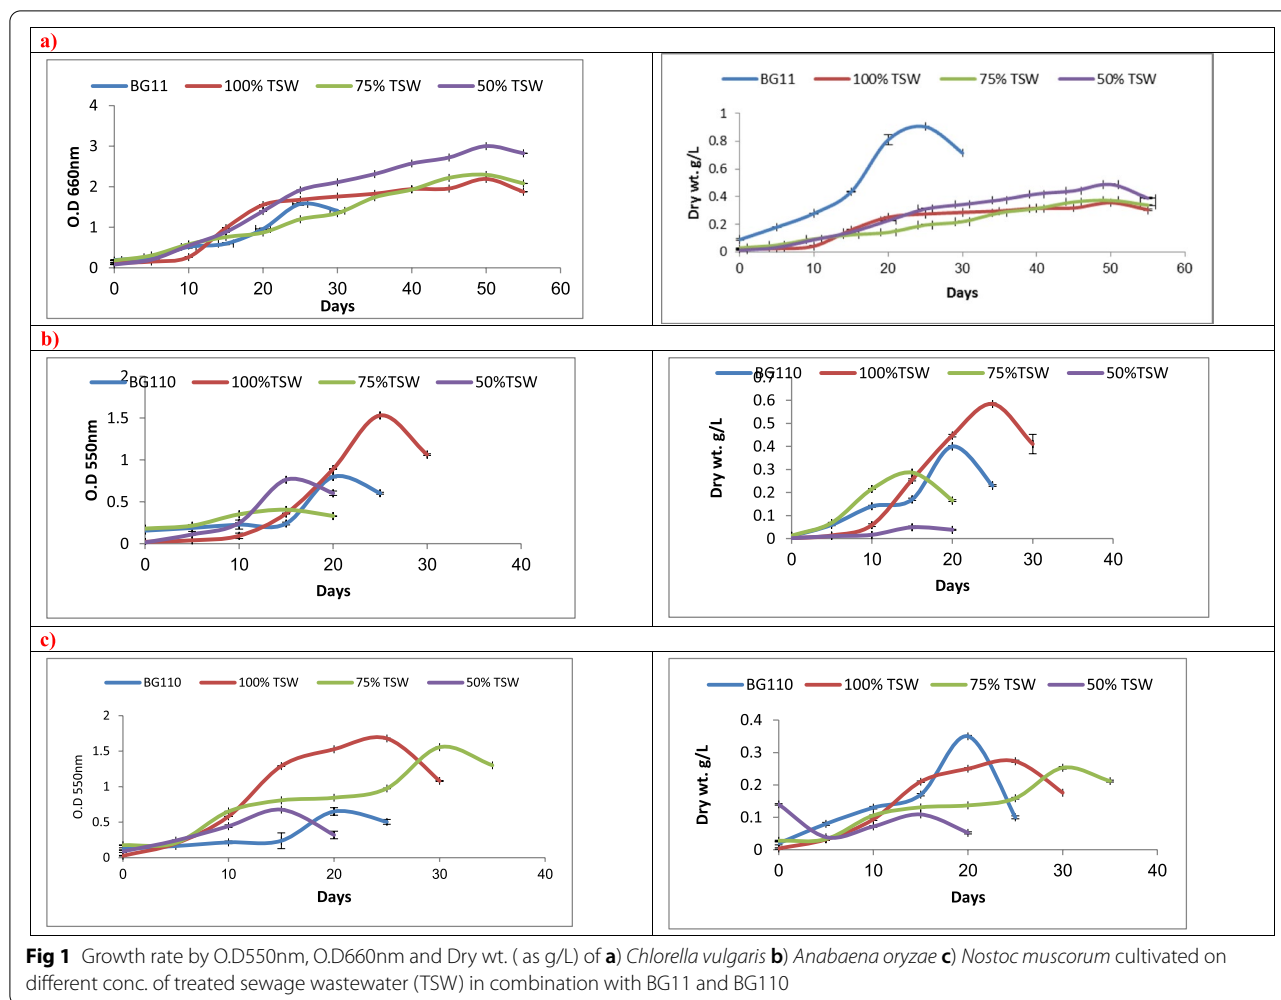 a)
BG11 100% TSW 75% TSW 50% TSW
4
3
2
1
0
O.D 660nm
0 10 20 30 40 50 60
Days
BG11 100% TSW 75% TSW 50% TSW
1
0.8
0.6
0.4
0.2
0
Dry wt. g/L
0 10 20 30 40 50 60
Days
b)
BG110 100%TSW 75%TSW 50%TSW
2
1.5
1
0.5
0
O.D 550nm
0 10 20 30 40
Days
BG110 100%TSW 75%TSW 50%TSW
0.7
0.6
0.5
0.4
0.3
0.2
0.1
0
Dry wt. g/L
0 10 20 30 40
Days
c)
BG110 100% TSW 75% TSW 50% TSW
2
1.5
1
0.5
0
O.D 550nm
0 10 20 30 40
Days
BG110 100% TSW 75% TSW 50% TSW
0.4
0.3
0.2
0.1
0
Dry wt. g/L
0 10 20 30 40
Days
Fig 1 Growth rate by O.D550nm, O.D660nm and Dry wt. ( as g/L) of a) Chlorella vulgaris b) Anabaena oryzae c) Nostoc muscorum cultivated on
different conc. of treated sewage wastewater (TSW) in combination with BG11 and BG110